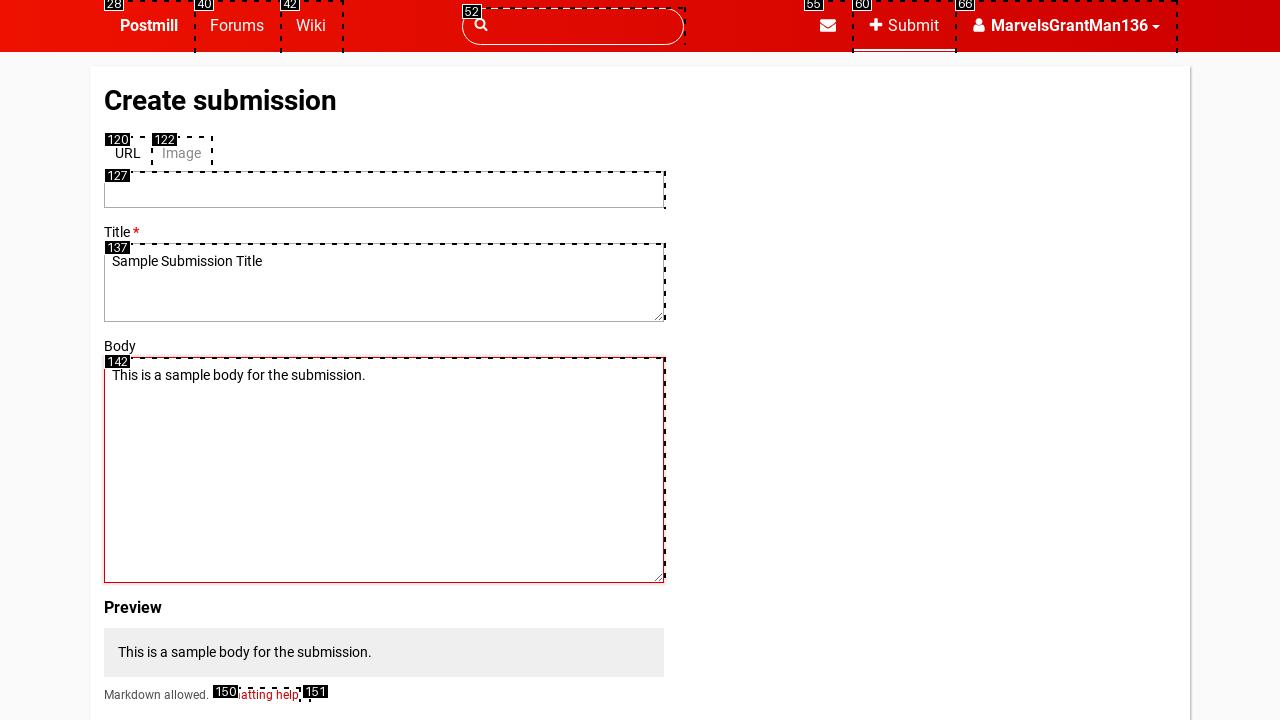 28 40 42 52 55 60 66
Postmill Forums Wiki Submit MarvelsGrantMan136
Create submission
120 122
URL Image
127
Title *
137
Sample Submission Title
Body
142
This is a sample body for the submission.
Preview
This is a sample body for the submission.
Markdown allowed. 150 atting help 151